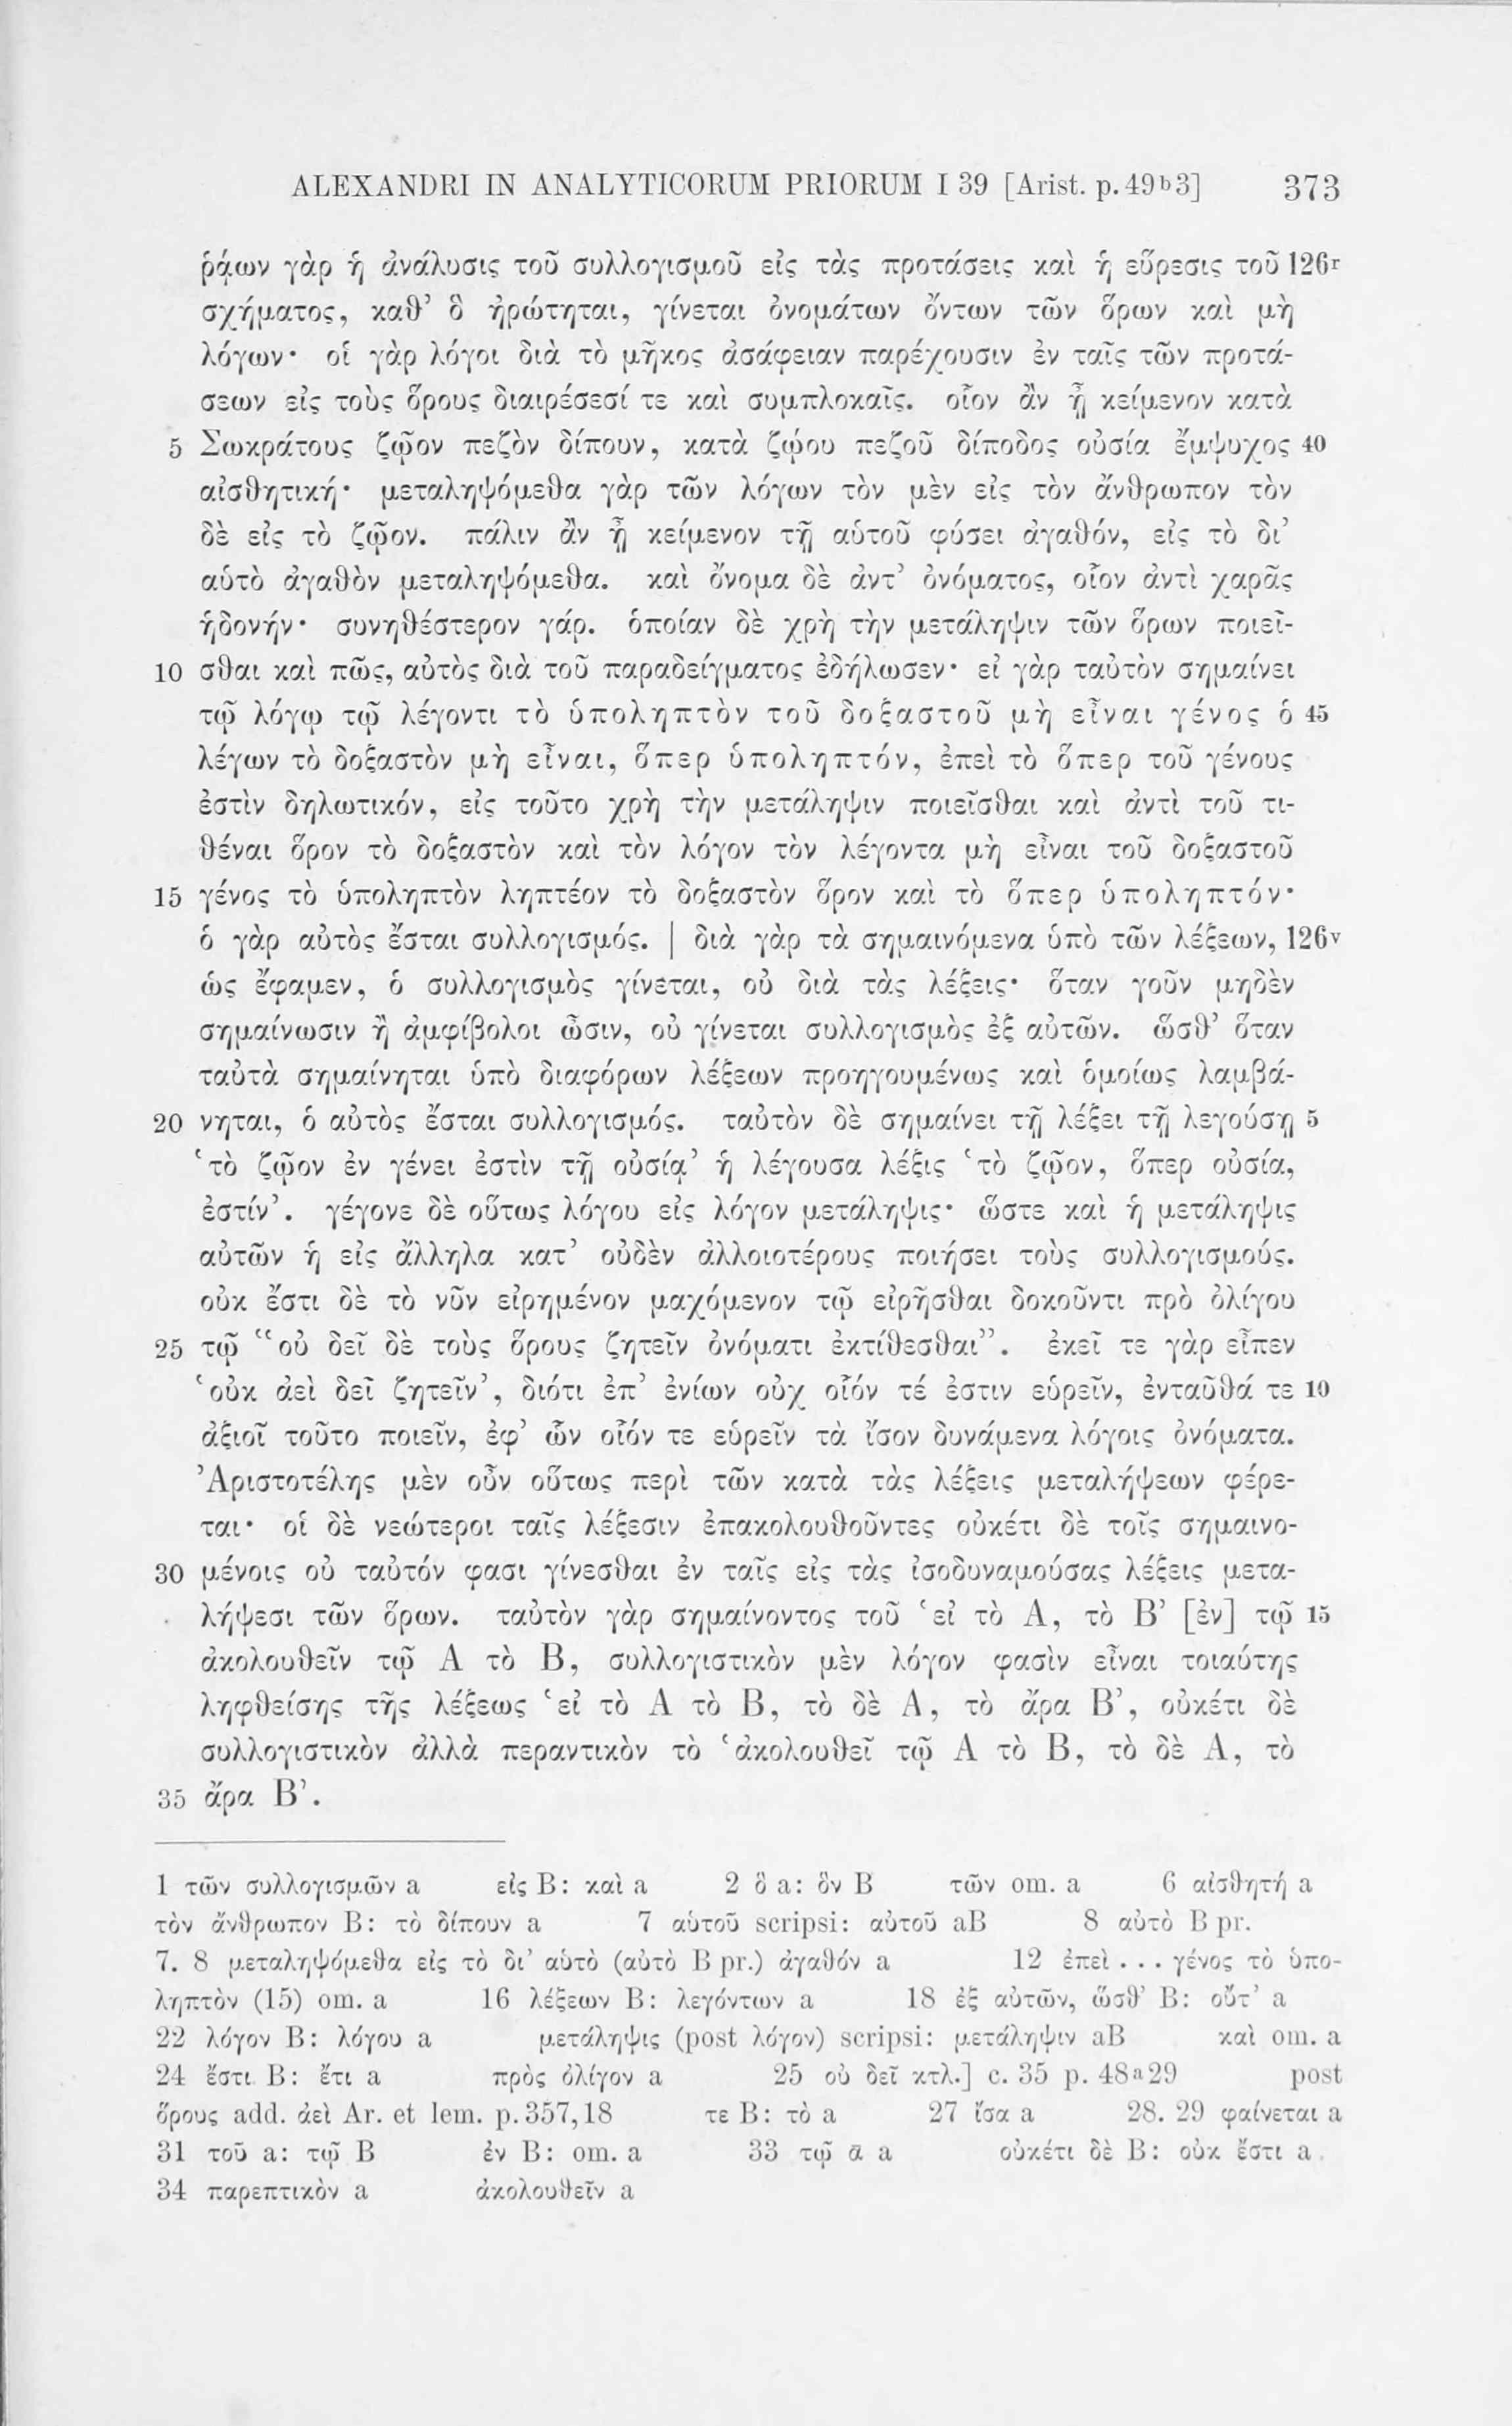 ALEXANDRI IN ANALYTICORUM PRIORUM I 39 [Arist. p. 49b3] 373
ῥᾴων γὰρ ἡ ἀνάλυσις τοῦ συλλογισμοῦ εἰς τὰς προτάσεις καὶ ἡ εὕρεσις τοῦ 126r
σχήματος, καθ’ ὃ ἠρώτηται, γίνεται ὀνομάτων ὄντων τῶν ὅρων καὶ μὴ
λόγων· οἱ γὰρ λόγοι διὰ τὸ μῆκος ἀσάφειαν παρέχουσιν ἐν ταῖς τῶν προτά-
σεων εἰς τοὺς ὅρους διαιρέσεσί τε καὶ συμπλοκαῖς. οἷον ἂν ᾖ κείμενον κατὰ
5 Σωκράτους ζῷον πεζὸν δίπουν, κατὰ ζῴου πεζοῦ δίποδος οὐσία ἔμψυχος 40
αἰσθητική· μεταληψόμεθα γὰρ τῶν λόγων τὸν μὲν εἰς τὸν ἄνθρωπον τὸν
δὲ εἰς τὸ ζῷον. πάλιν ἂν ᾖ κείμενον τῇ αὑτοῦ φύσει ἀγαθόν, εἰς τὸ δι’
αὑτὸ ἀγαθὸν μεταληψόμεθα. καὶ ὄνομα δὲ ἀντ’ ὀνόματος, οἷον ἀντὶ χαρᾶς
ἡδονήν· συνηθέστερον γάρ. ὁποίαν δὲ χρὴ τὴν μετάληψιν τῶν ὅρων ποιεῖ-
10 σθαι καὶ πῶς, αὐτὸς διὰ τοῦ παραδείγματος ἐδήλωσεν· εἰ γὰρ ταὐτὸν σημαίνει
τῷ λόγῳ τῷ λέγοντι τὸ ὑποληπτὸν τοῦ δοξαστοῦ μὴ εἶναι γένος ὁ 45
λέγων τὸ δοξαστὸν μὴ εἶναι, ὅπερ ὑποληπτόν, ἐπεὶ τὸ ὅπερ τοῦ γένους
ἐστὶν δηλωτικόν, εἰς τοῦτο χρὴ τὴν μετάληψιν ποιεῖσθαι καὶ ἀντὶ τοῦ τι-
θέναι ὅρον τὸ δοξαστὸν καὶ τὸν λόγον τὸν λέγοντα μὴ εἶναι τοῦ δοξαστοῦ
15 γένος τὸ ὑποληπτὸν ληπτέον τὸ δοξαστὸν ὅρον καὶ τὸ ὅπερ ὑποληπτόν·
ὁ γὰρ αὐτὸς ἔσται συλλογισμός. | διὰ γὰρ τὰ σημαινόμενα ὑπὸ τῶν λέξεων, 126v
ὡς ἔφαμεν, ὁ συλλογισμὸς γίνεται, οὐ διὰ τὰς λέξεις· ὅταν γοῦν μηδὲν
σημαίνωσιν ἢ ἀμφίβολοι ὦσιν, οὐ γίνεται συλλογισμὸς ἐξ αὐτῶν. ὥσθ’ ὅταν
ταὐτὰ σημαίνηται ὑπὸ διαφόρων λέξεων προηγουμένως καὶ ὁμοίως λαμβά-
20 νηται, ὁ αὐτὸς ἔσται συλλογισμός. ταὐτὸν δὲ σημαίνει τῇ λέξει τῇ λεγούσῃ 5
‘τὸ ζῷον ἐν γένει ἐστὶν τῇ οὐσίᾳ’ ἡ λέγουσα λέξις ‘τὸ ζῷον, ὅπερ οὐσία,
ἐστίν’. γέγονε δὲ οὕτως λόγου εἰς λόγον μετάληψις· ὥστε καὶ ἡ μετάληψις
αὐτῶν ἡ εἰς ἄλληλα κατ’ οὐδὲν ἀλλοιοτέρους ποιήσει τοὺς συλλογισμούς.
οὐκ ἔστι δὲ τὸ νῦν εἰρημένον μαχόμενον τῷ εἰρῆσθαι δοκοῦντι πρὸ ὀλίγου
25 τῷ “οὐ δεῖ δὲ τοὺς ὅρους ζητεῖν ὀνόματι ἐκτίθεσθαι”. ἐκεῖ τε γὰρ εἶπεν
‘οὐκ ἀεὶ δεῖ ζητεῖν’, διότι ἐπ’ ἐνίων οὐχ οἷόν τέ ἐστιν εὑρεῖν, ἐνταῦθά τε 10
ἀξιοῖ τοῦτο ποιεῖν, ἐφ’ ὧν οἷόν τε εὑρεῖν τὰ ἴσον δυνάμενα λόγοις ὀνόματα.
Ἀριστοτέλης μὲν οὖν οὕτως περὶ τῶν κατὰ τὰς λέξεις μεταλήψεων φέρε-
ται· οἱ δὲ νεώτεροι ταῖς λέξεσιν ἐπακολουθοῦντες οὐκέτι δὲ τοῖς σημαινο-
30 μένοις οὐ ταὐτόν φασι γίνεσθαι ἐν ταῖς εἰς τὰς ἰσοδυναμούσας λέξεις μετα-
λήψεσι τῶν ὅρων. ταὐτὸν γὰρ σημαίνοντος τοῦ ‘εἰ τὸ Α, τὸ Β’ [ἐν] τῷ 15
ἀκολουθεῖν τῷ Α τὸ Β, συλλογιστικὸν μὲν λόγον φασὶν εἶναι τοιαύτης
ληφθείσης τῆς λέξεως ‘εἰ τὸ Α τὸ Β, τὸ δὲ Α, τὸ ἄρα Β’, οὐκέτι δὲ
συλλογιστικὸν ἀλλὰ περαντικὸν τὸ ‘ἀκολουθεῖ τῷ Α τὸ Β, τὸ δὲ Α, τὸ
35 ἄρα Β’.
1 τῶν συλλογισμῶν a εἰς B: καὶ a 2 ὃ a: ὃν B τῶν om. a 6 αἰσθητή a
τὸν ἄνθρωπον B: τὸ δίπουν a 7 αὑτοῦ scripsi: αὐτοῦ aB 8 αὐτὸ B pr.
7. 8 μεταληψόμεθα εἰς τὸ δι’ αὑτὸ (αὐτὸ B pr.) ἀγαθόν a 12 ἐπεὶ . . . γένος τὸ ὑπο-
ληπτὸν (15) om. a 16 λέξεων B: λεγόντων a 18 ἐξ αὐτῶν, ὥσθ’ B: οὔτ’ a
22 λόγον B: λόγου a μετάληψις (post λόγον) scripsi: μετάληψιν aB καὶ om. a
24 ἔστι B: ἔτι a πρὸς ὀλίγον a 25 οὐ δεῖ κτλ.] c. 35 p. 48a29 post
ὅρους add. ἀεὶ Ar. et lem. p. 357,18 τε B: τὸ a 27 ἴσα a 28. 29 φαίνεται a
31 τοῦ a: τῷ B ἐν B: om. a 33 τῷ ᾱ a οὐκέτι δὲ B: οὐκ ἔστι a
34 παρεπτικὸν a ἀκολουθεῖν a